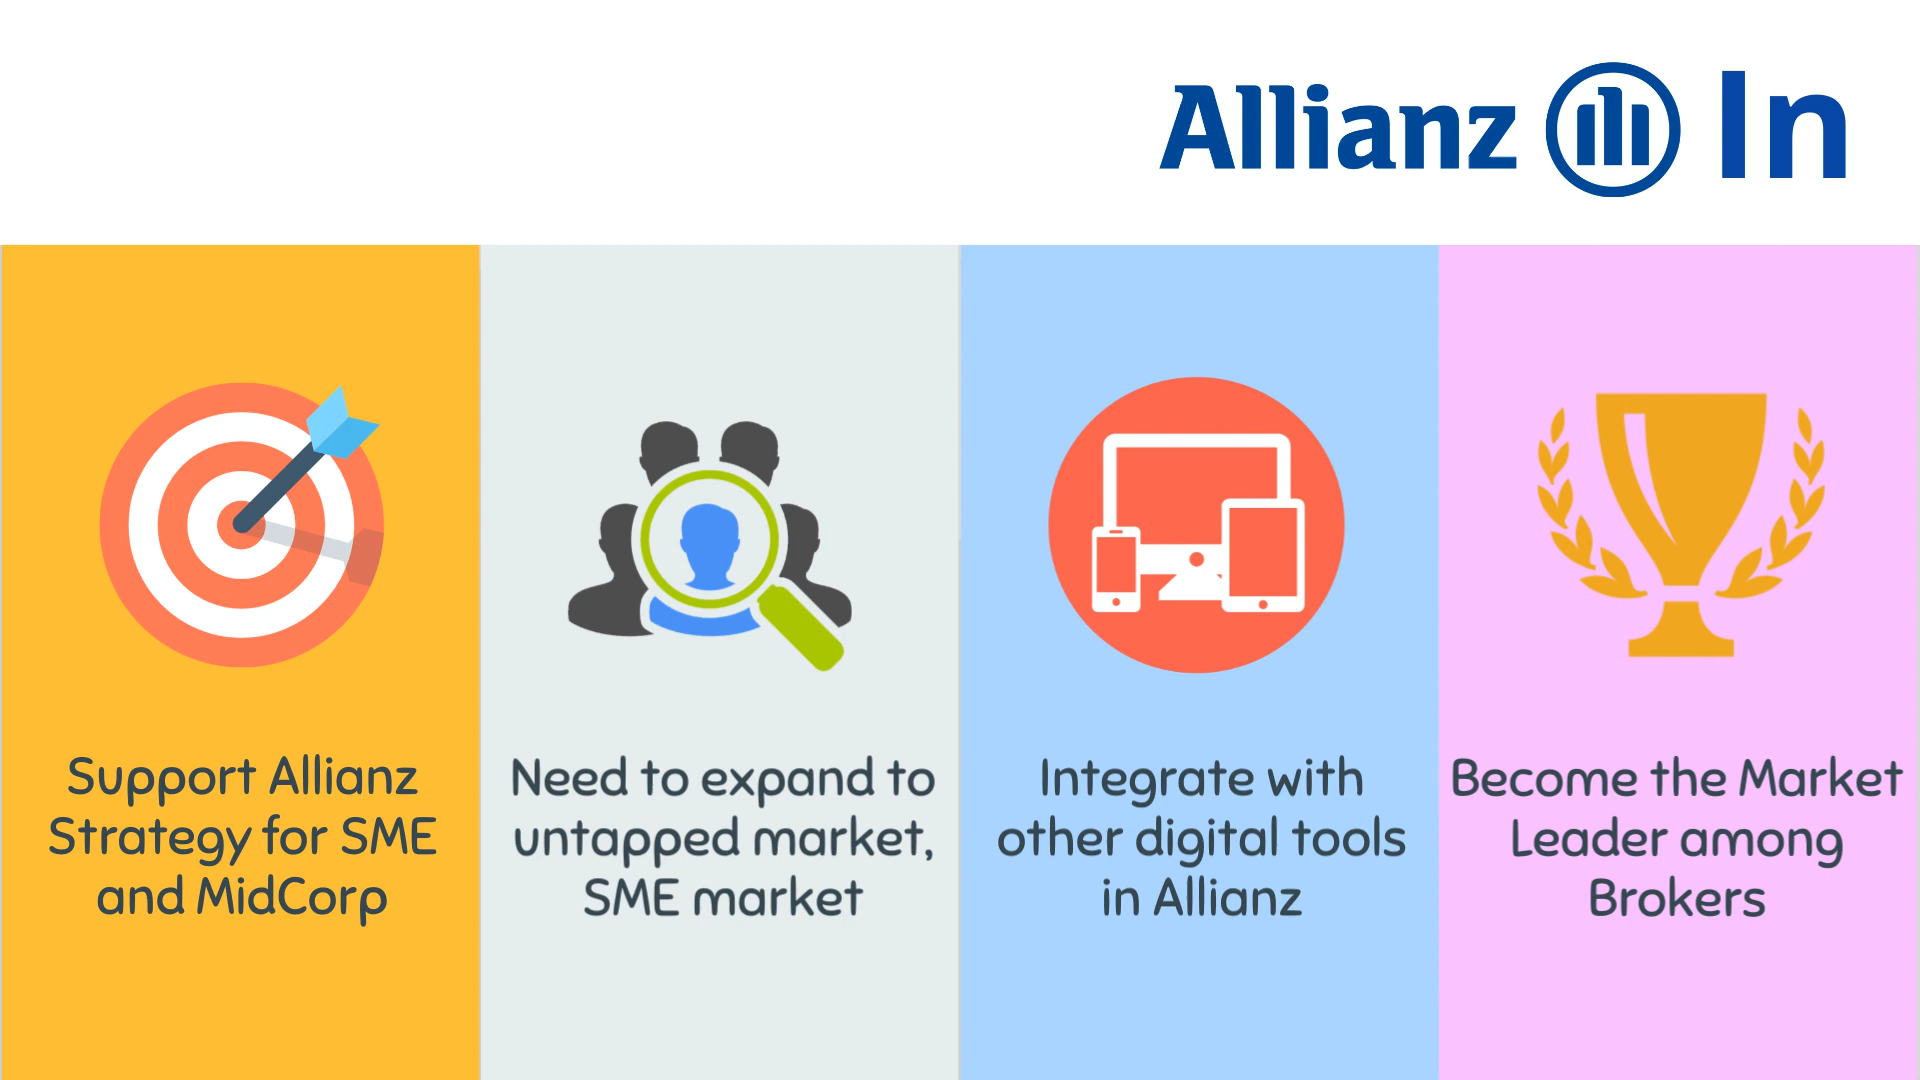 Allianz In
Support Allianz
Strategy for SME
and MidCorp
Need to expand to
untapped market,
SME market
Integrate with
other digital tools
in Allianz
Become the Market
Leader among
Brokers